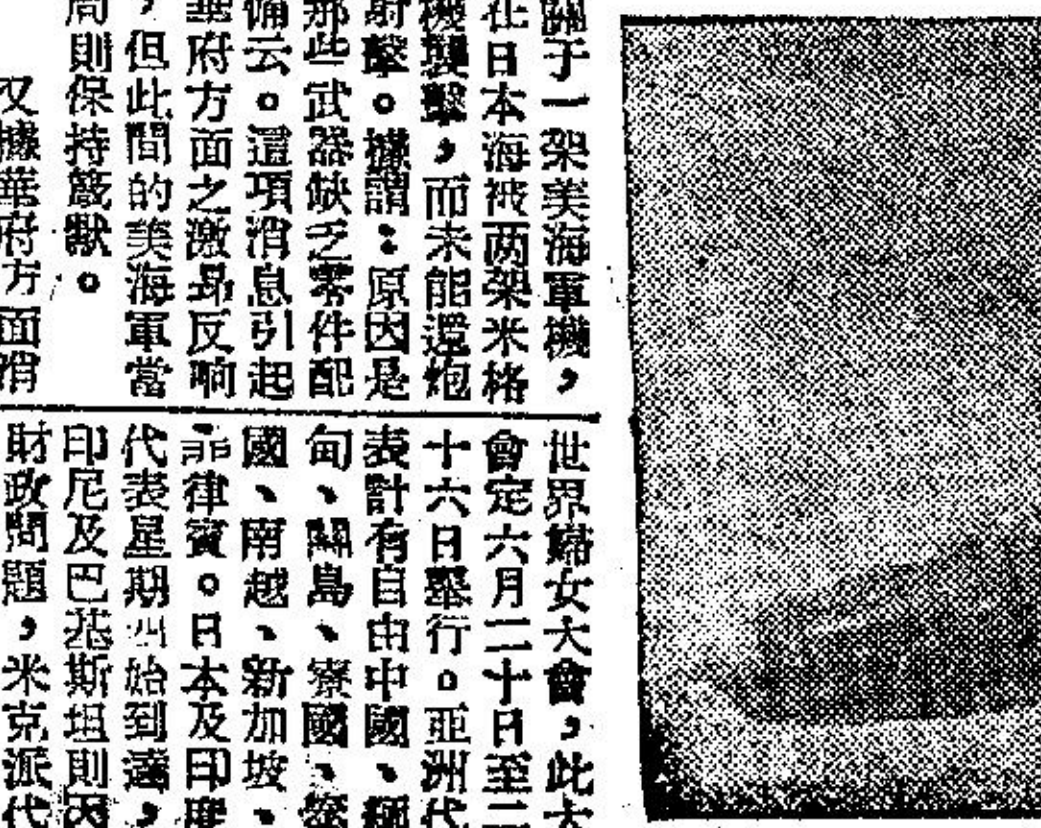 關于一架美海軍機，
在日本海被两架米格
機襲擊，而未能還炮
射擊。據謂：原因是
那些武器缺乏零件配
備云。這項消息引起
華府方面之激昂反响
，但此間的美海軍當
局則保持緘默。
又據華府方面消
世界婦女大會，此大
會定六月二十日至二
十六日舉行。亞洲代
表計有自由中國、緬
甸、關島、寮國、
國、南越、新加坡、
菲律賓。日本及印
代表星期四始到達，
印尼及巴基斯坦則因
財政問題，米克派代